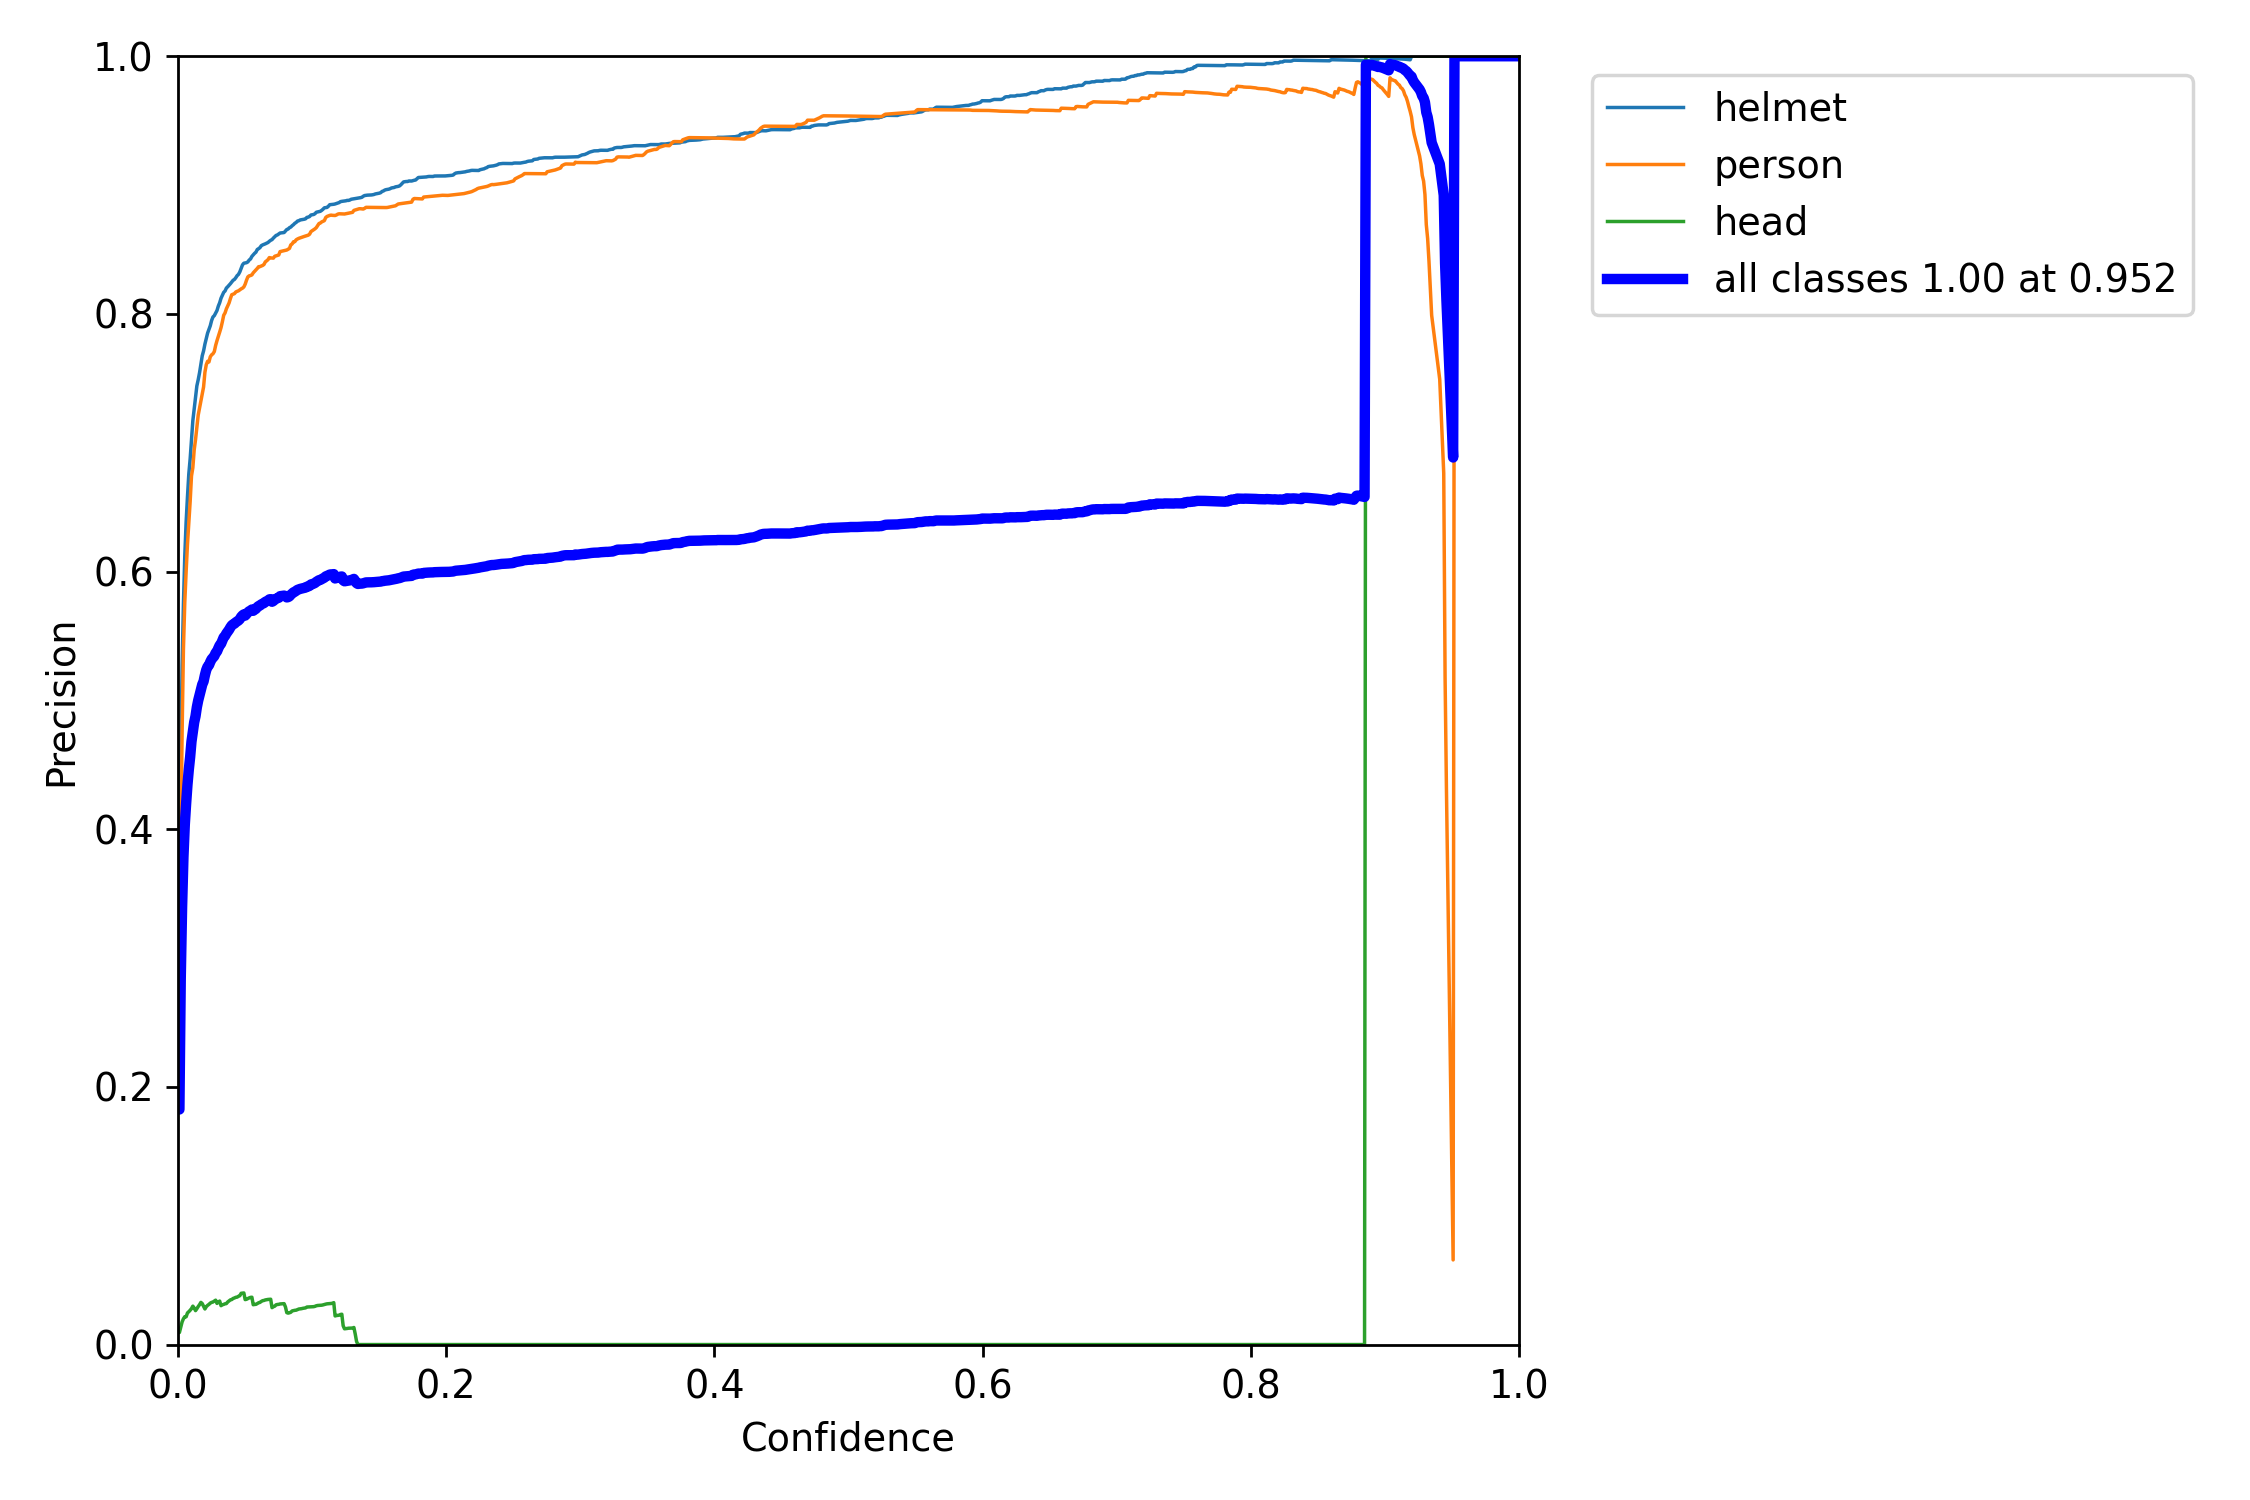 1.0
0.8
0.6
0.4
0.2
0.0
Precision
0.0 0.2 0.4 0.6 0.8 1.0
Confidence
helmet
person
head
all classes 1.00 at 0.952